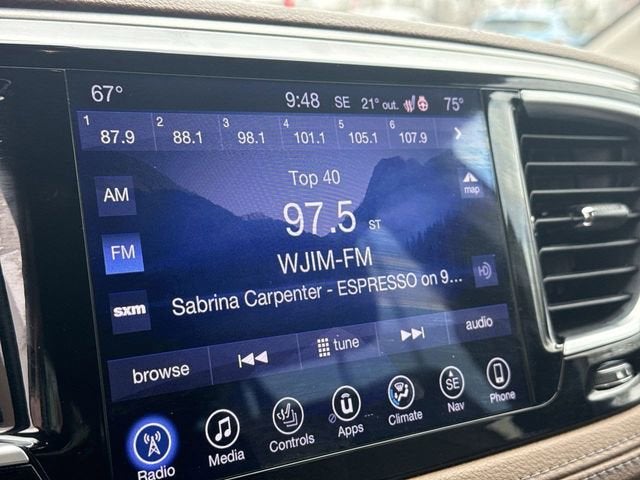 67° 9:48 SE 21° out. 75°
1 87.9 2 88.1 3 98.1 4 101.1 5 105.1 6 107.9
Top 40
map
AM
97.5 ST
FM
WJIM-FM
HD
sxm
Sabrina Carpenter - ESPRESSO on 9...
browse tune audio
SE
Radio Media Controls Apps Climate Nav Phone